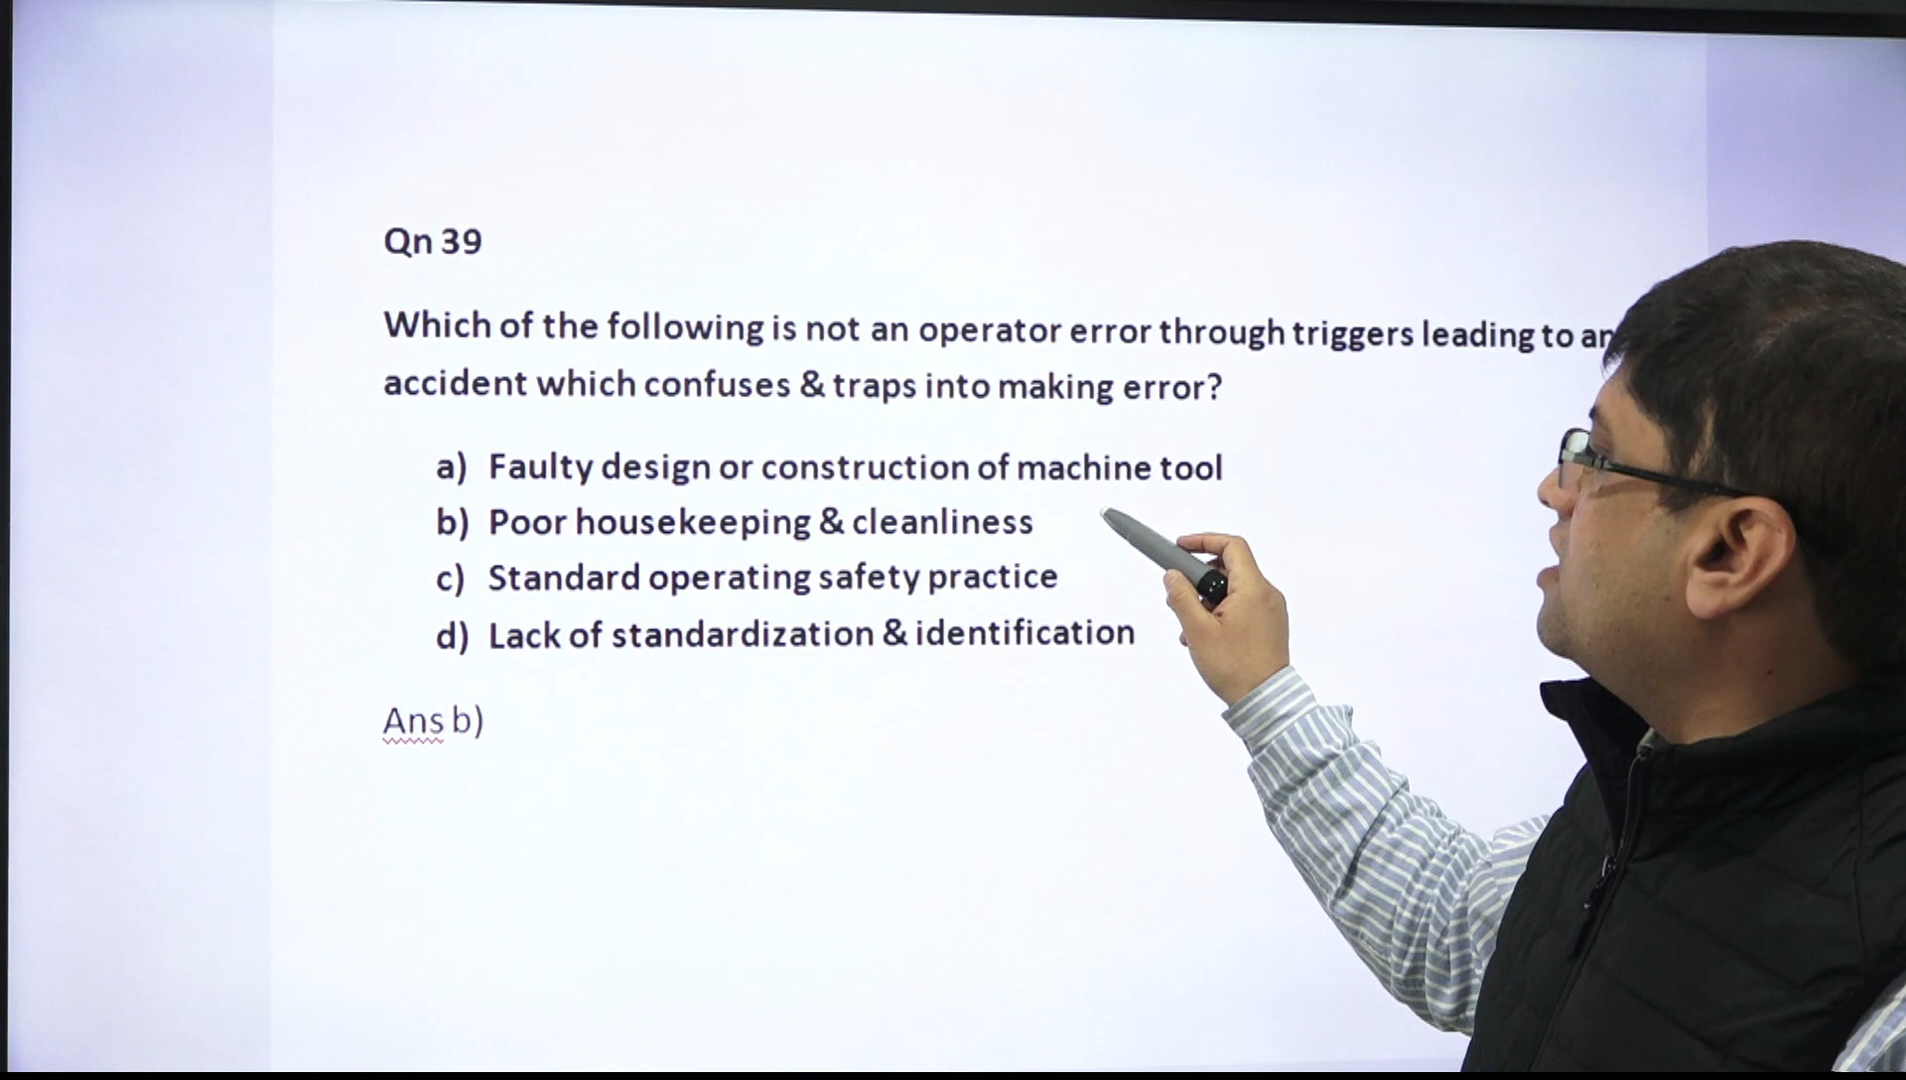 Qn 39
Which of the following is not an operator error through triggers leading to an
accident which confuses & traps into making error?
a) Faulty design or construction of machine tool
b) Poor housekeeping & cleanliness
c) Standard operating safety practice
d) Lack of standardization & identification
Ans b)